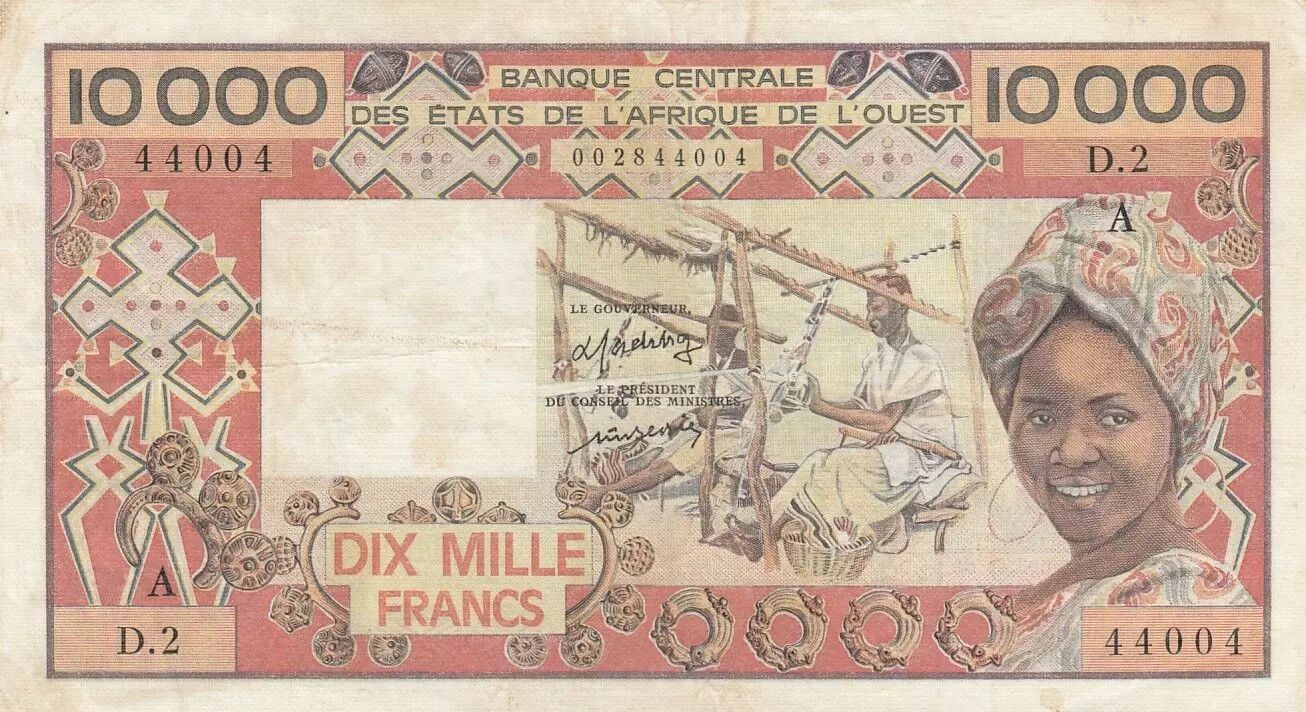 10 000
BANQUE CENTRALE
DES ÉTATS DE L'AFRIQUE DE L'OUEST
10 000
44004
002844004
D.2
A
LE GOUVERNEUR,
LE PRÉSIDENT
DU CONSEIL DES MINISTRES,
DIX MILLE
FRANCS
A
D.2
44004